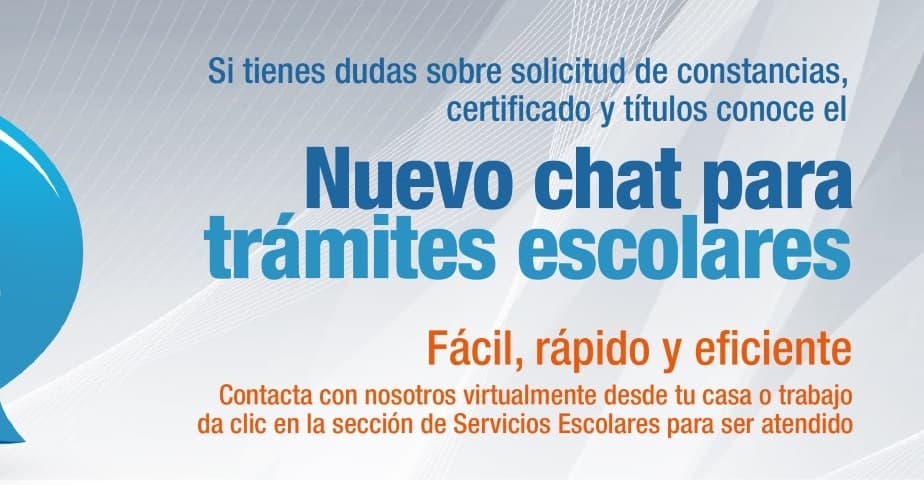 Si tienes dudas sobre solicitud de constancias,
certificado y títulos conoce el
Nuevo chat para
trámites escolares
Fácil, rápido y eficiente
Contacta con nosotros virtualmente desde tu casa o trabajo
da clic en la sección de Servicios Escolares para ser atendido